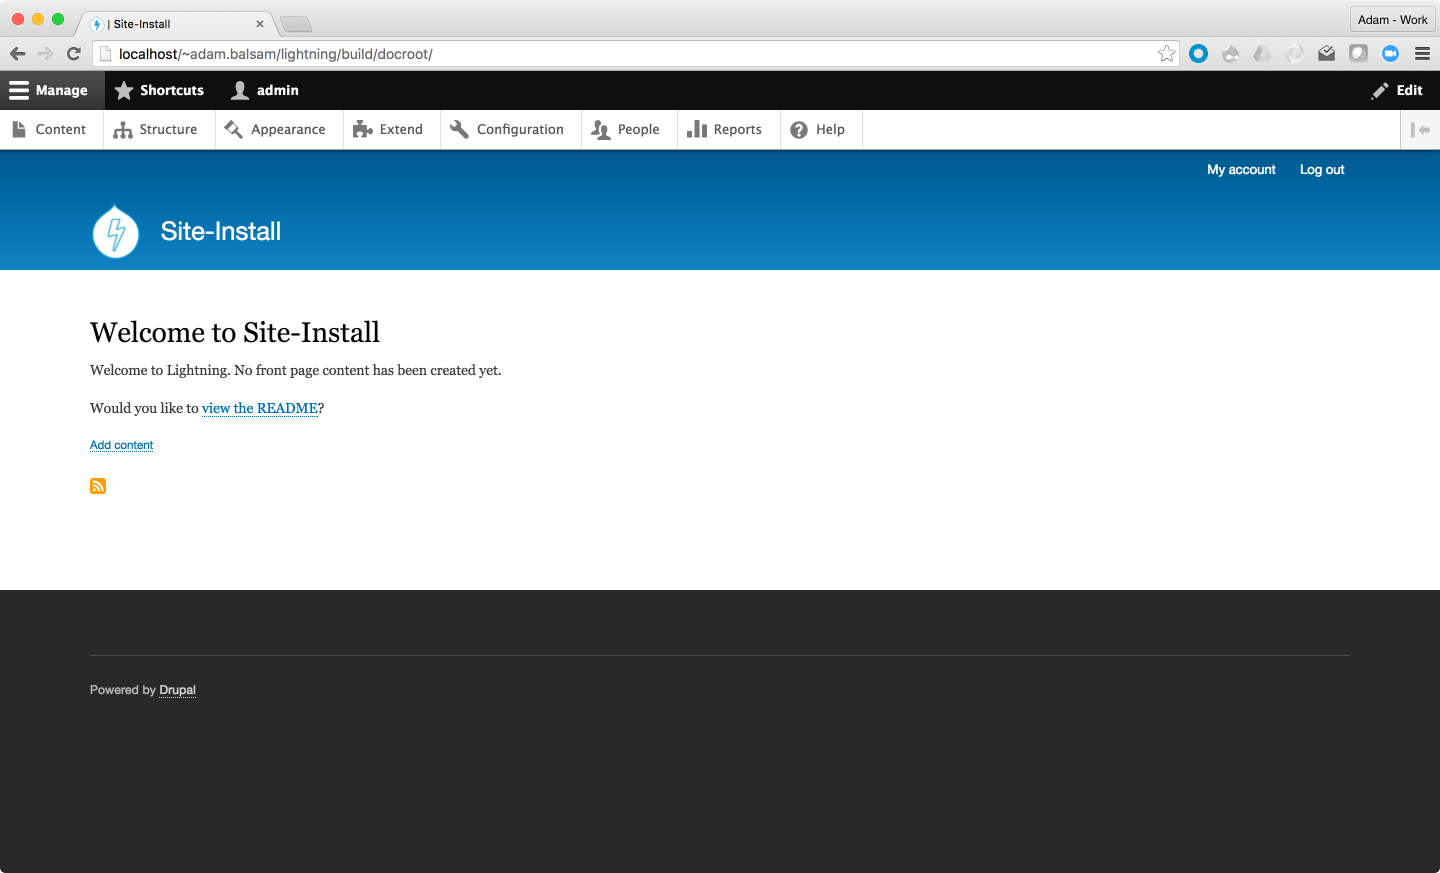 | Site-Install
Adam - Work
localhost/~adam.balsam/lightning/build/docroot/
Manage Shortcuts admin Edit
Content Structure Appearance Extend Configuration People Reports Help
My account Log out
Site-Install
Welcome to Site-Install
Welcome to Lightning. No front page content has been created yet.
Would you like to view the README?
Add content
Powered by Drupal